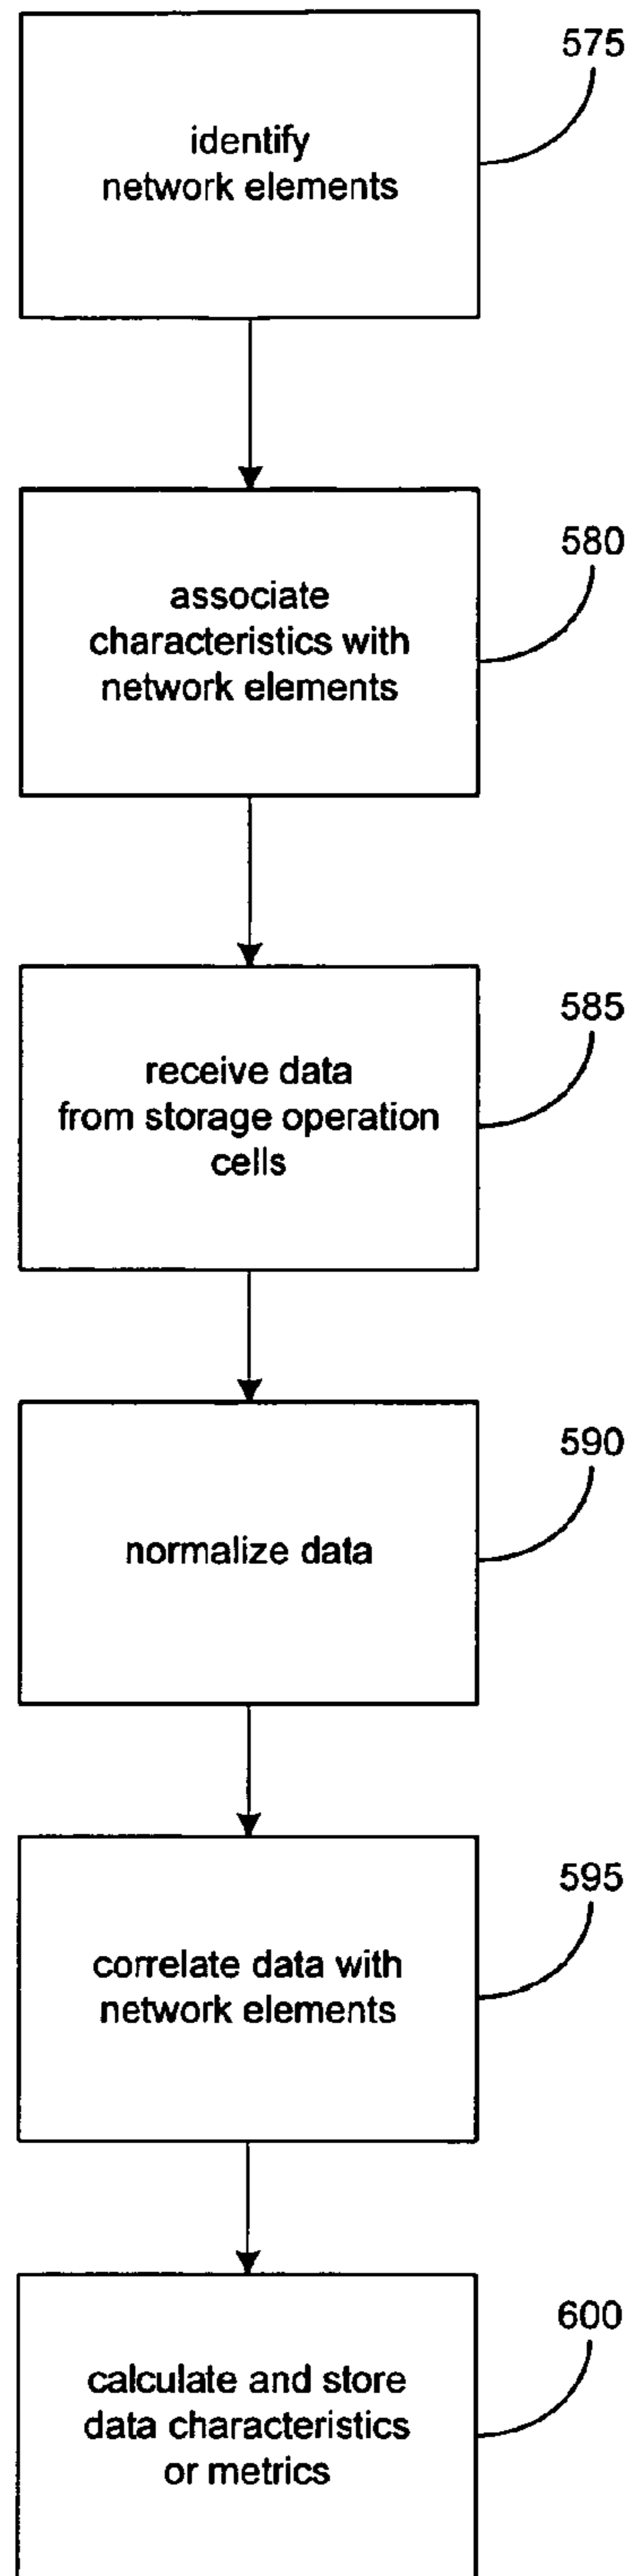 575
identify
network elements
580
associate
characteristics with
network elements
585
receive data
from storage operation
cells
590
normalize data
595
correlate data with
network elements
600
calculate and store
data characteristics
or metrics